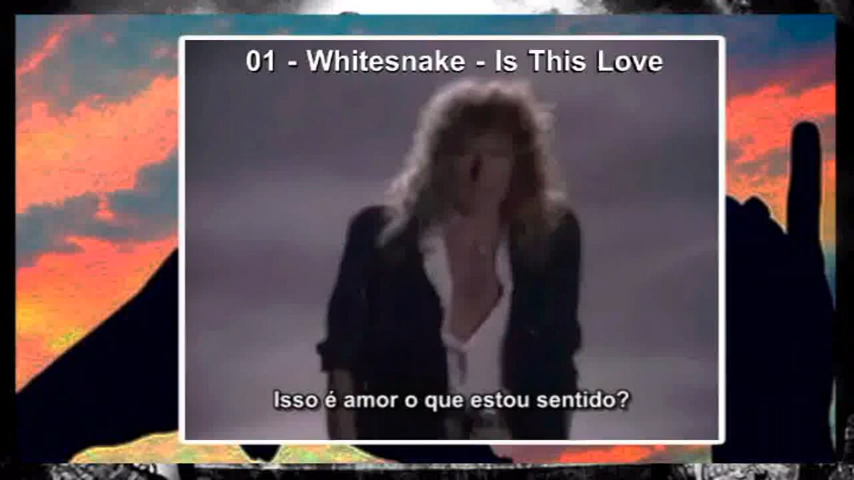 01 - Whitesnake - Is This Love
Isso é amor o que estou sentido?